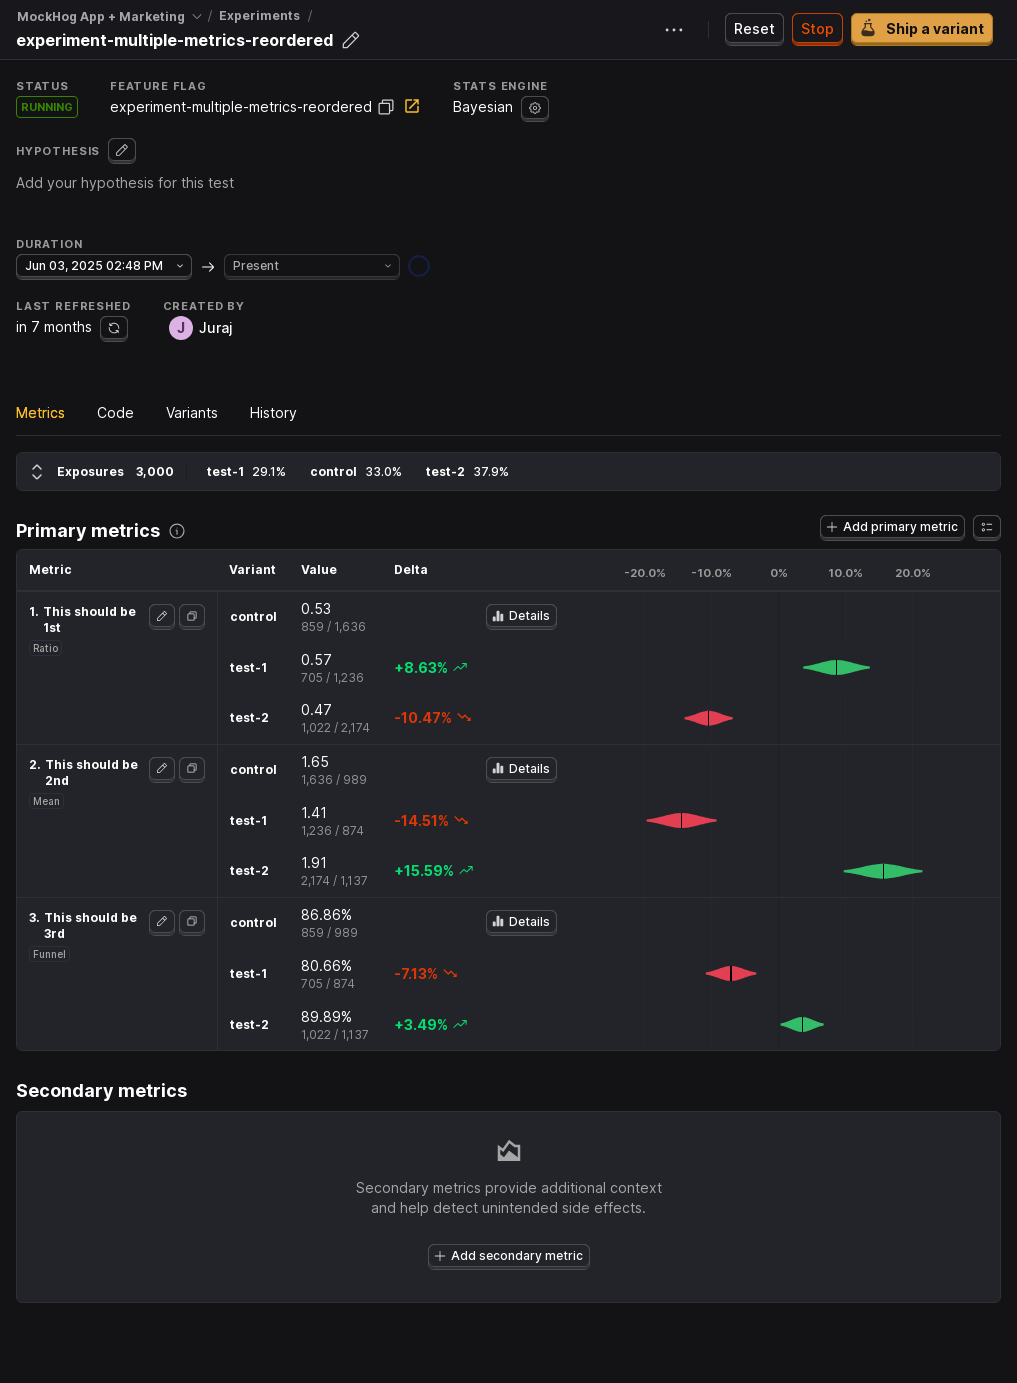 MockHog App + Marketing / Experiments /
experiment-multiple-metrics-reordered
Reset Stop Ship a variant
STATUS FEATURE FLAG STATS ENGINE
RUNNING experiment-multiple-metrics-reordered Bayesian
HYPOTHESIS
Add your hypothesis for this test
DURATION
Jun 03, 2025 02:48 PM → Present
LAST REFRESHED CREATED BY
in 7 months J Juraj
Metrics Code Variants History
Exposures 3,000 test-1 29.1% control 33.0% test-2 37.9%
Primary metrics Add primary metric
Metric Variant Value Delta -20.0% -10.0% 0% 10.0% 20.0%
1. This should be
1st
Ratio
control 0.53 Details
859 / 1,636
test-1 0.57 +8.63%
705 / 1,236
test-2 0.47 -10.47%
1,022 / 2,174
2. This should be
2nd
Mean
control 1.65 Details
1,636 / 989
test-1 1.41 -14.51%
1,236 / 874
test-2 1.91 +15.59%
2,174 / 1,137
3. This should be
3rd
Funnel
control 86.86% Details
859 / 989
test-1 80.66% -7.13%
705 / 874
test-2 89.89% +3.49%
1,022 / 1,137
Secondary metrics
Secondary metrics provide additional context
and help detect unintended side effects.
Add secondary metric